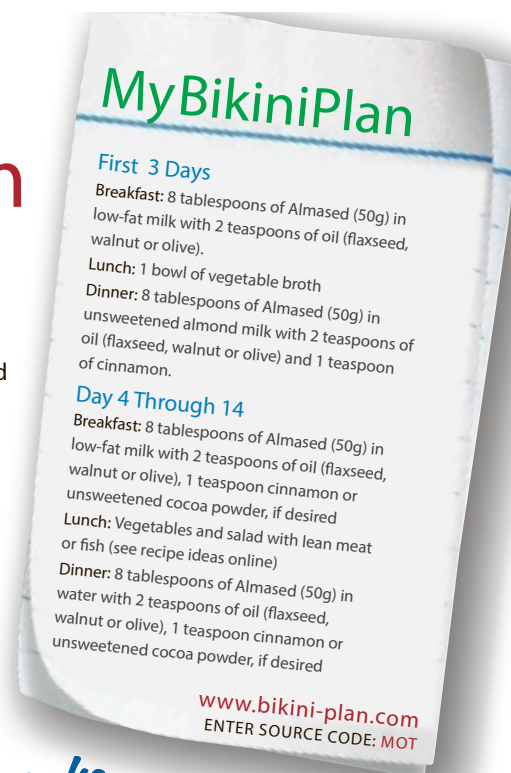 MyBikiniPlan
First 3 Days
Breakfast: 8 tablespoons of Almased (50g) in
low-fat milk with 2 teaspoons of oil (flaxseed,
walnut or olive).
Lunch: 1 bowl of vegetable broth
Dinner: 8 tablespoons of Almased (50g) in
unsweetened almond milk with 2 teaspoons of
oil (flaxseed, walnut or olive) and 1 teaspoon
of cinnamon.
Day 4 Through 14
Breakfast: 8 tablespoons of Almased (50g) in
low-fat milk with 2 teaspoons of oil (flaxseed,
walnut or olive), 1 teaspoon cinnamon or
unsweetened cocoa powder, if desired
Lunch: Vegetables and salad with lean meat
or fish (see recipe ideas online)
Dinner: 8 tablespoons of Almased (50g) in
water with 2 teaspoons of oil (flaxseed,
walnut or olive), 1 teaspoon cinnamon or
unsweetened cocoa powder, if desired
www.bikini-plan.com
ENTER SOURCE CODE: MOT